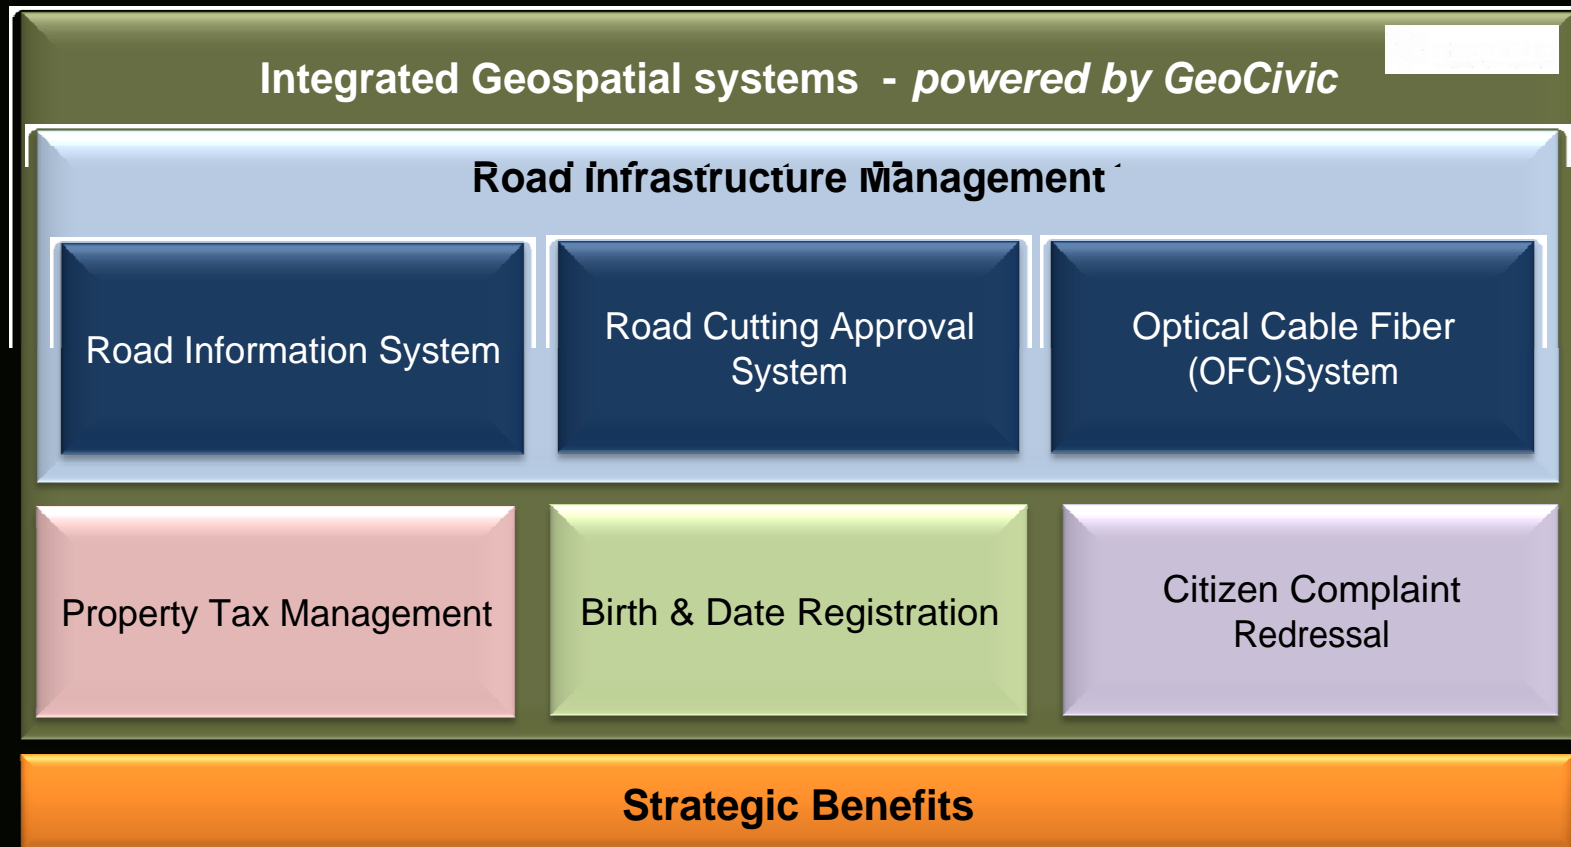 Integrated Geospatial systems - powered by GeoCivic
Road Infrastructure Management
Road Information System
Road Cutting Approval
System
Optical Cable Fiber
(OFC)System
Property Tax Management
Birth & Date Registration
Citizen Complaint
Redressal
Strategic Benefits